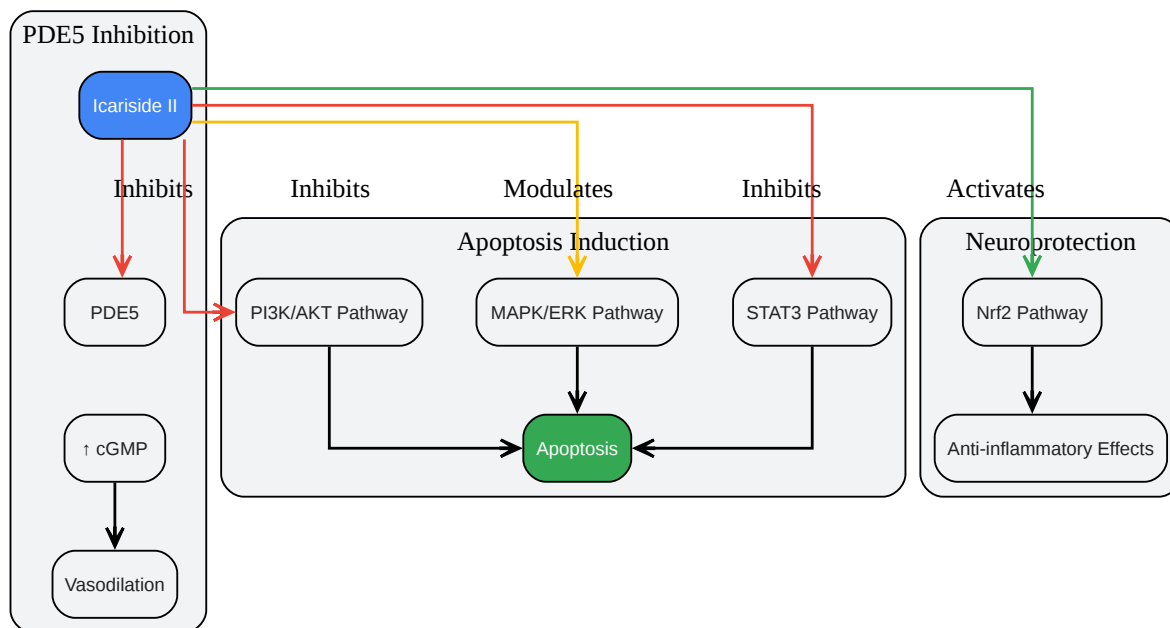 PDE5 Inhibition
Icariside II
Inhibits
Inhibits
Modulates
Inhibits
Activates
Apoptosis Induction
Neuroprotection
PDE5
PI3K/AKT Pathway
MAPK/ERK Pathway
STAT3 Pathway
Nrf2 Pathway
↑ cGMP
Apoptosis
Anti-inflammatory Effects
Vasodilation